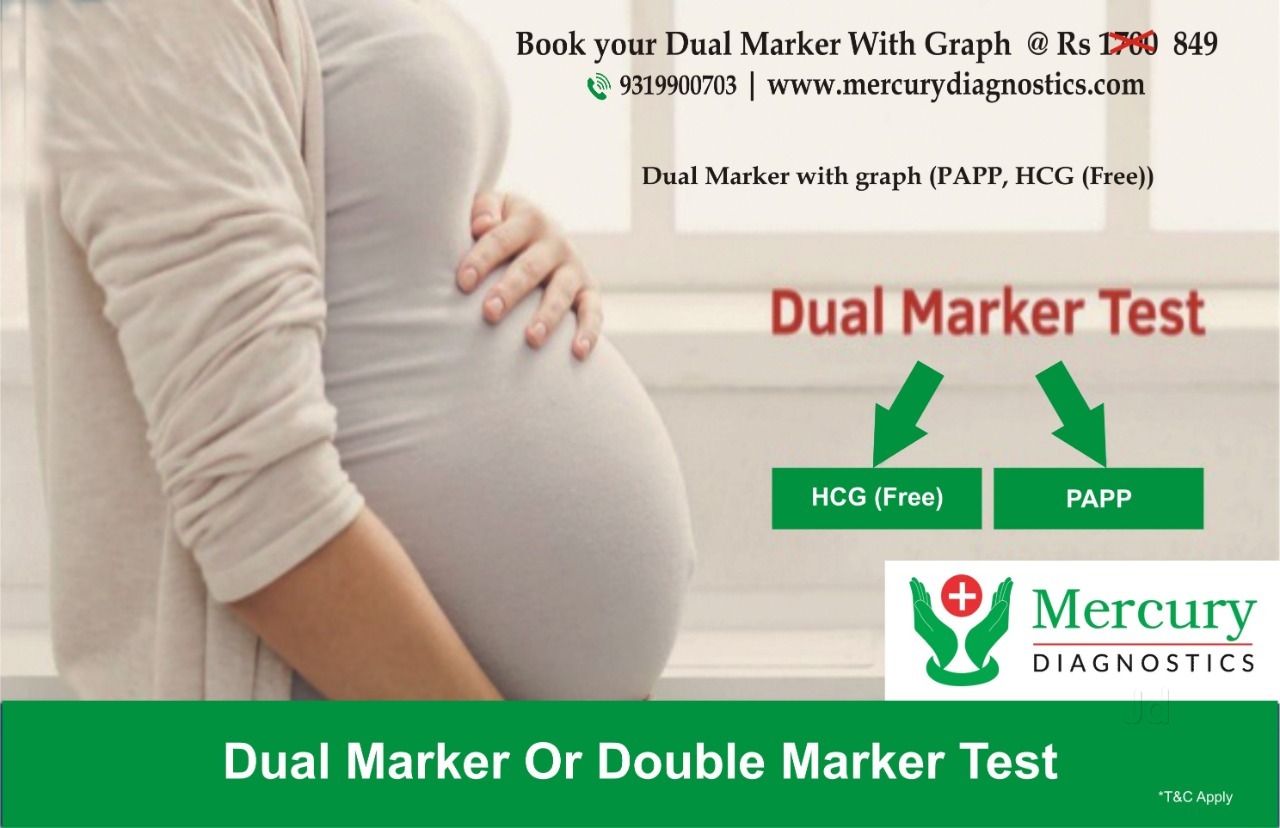 Book your Dual Marker With Graph @ Rs 1700 849
9319900703 | www.mercurydiagnostics.com
Dual Marker with graph (PAPP, HCG (Free))
Dual Marker Test
HCG (Free) PAPP
Mercury
DIAGNOSTICS
Jd
Dual Marker Or Double Marker Test
*T&C Apply